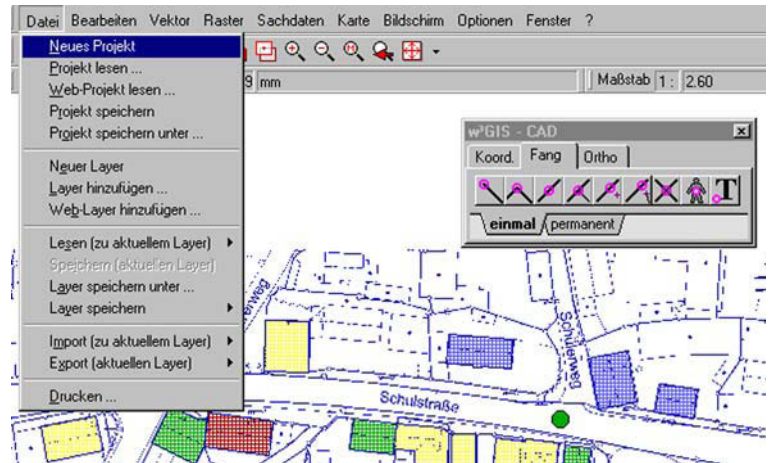 Datei Bearbeiten Vektor Raster Sachdaten Karte Bildschirm Optionen Fenster ?
Neues Projekt
Projekt lesen ...
Web-Projekt lesen ...
Projekt speichern
Projekt speichern unter ...
Neuer Layer
Layer hinzufügen ...
Web-Layer hinzufügen ...
Lesen (zu aktuellem Layer)
Speichern (aktuellen Layer)
Layer speichern unter ...
Layer speichern
Import (zu aktuellem Layer)
Export (aktuellen Layer)
Drucken ...
9 mm
Maßstab 1 : 2.60
w³GIS - CAD
Koord. Fang Ortho
T
einmal permanent
Schülerweg
Schulstraße